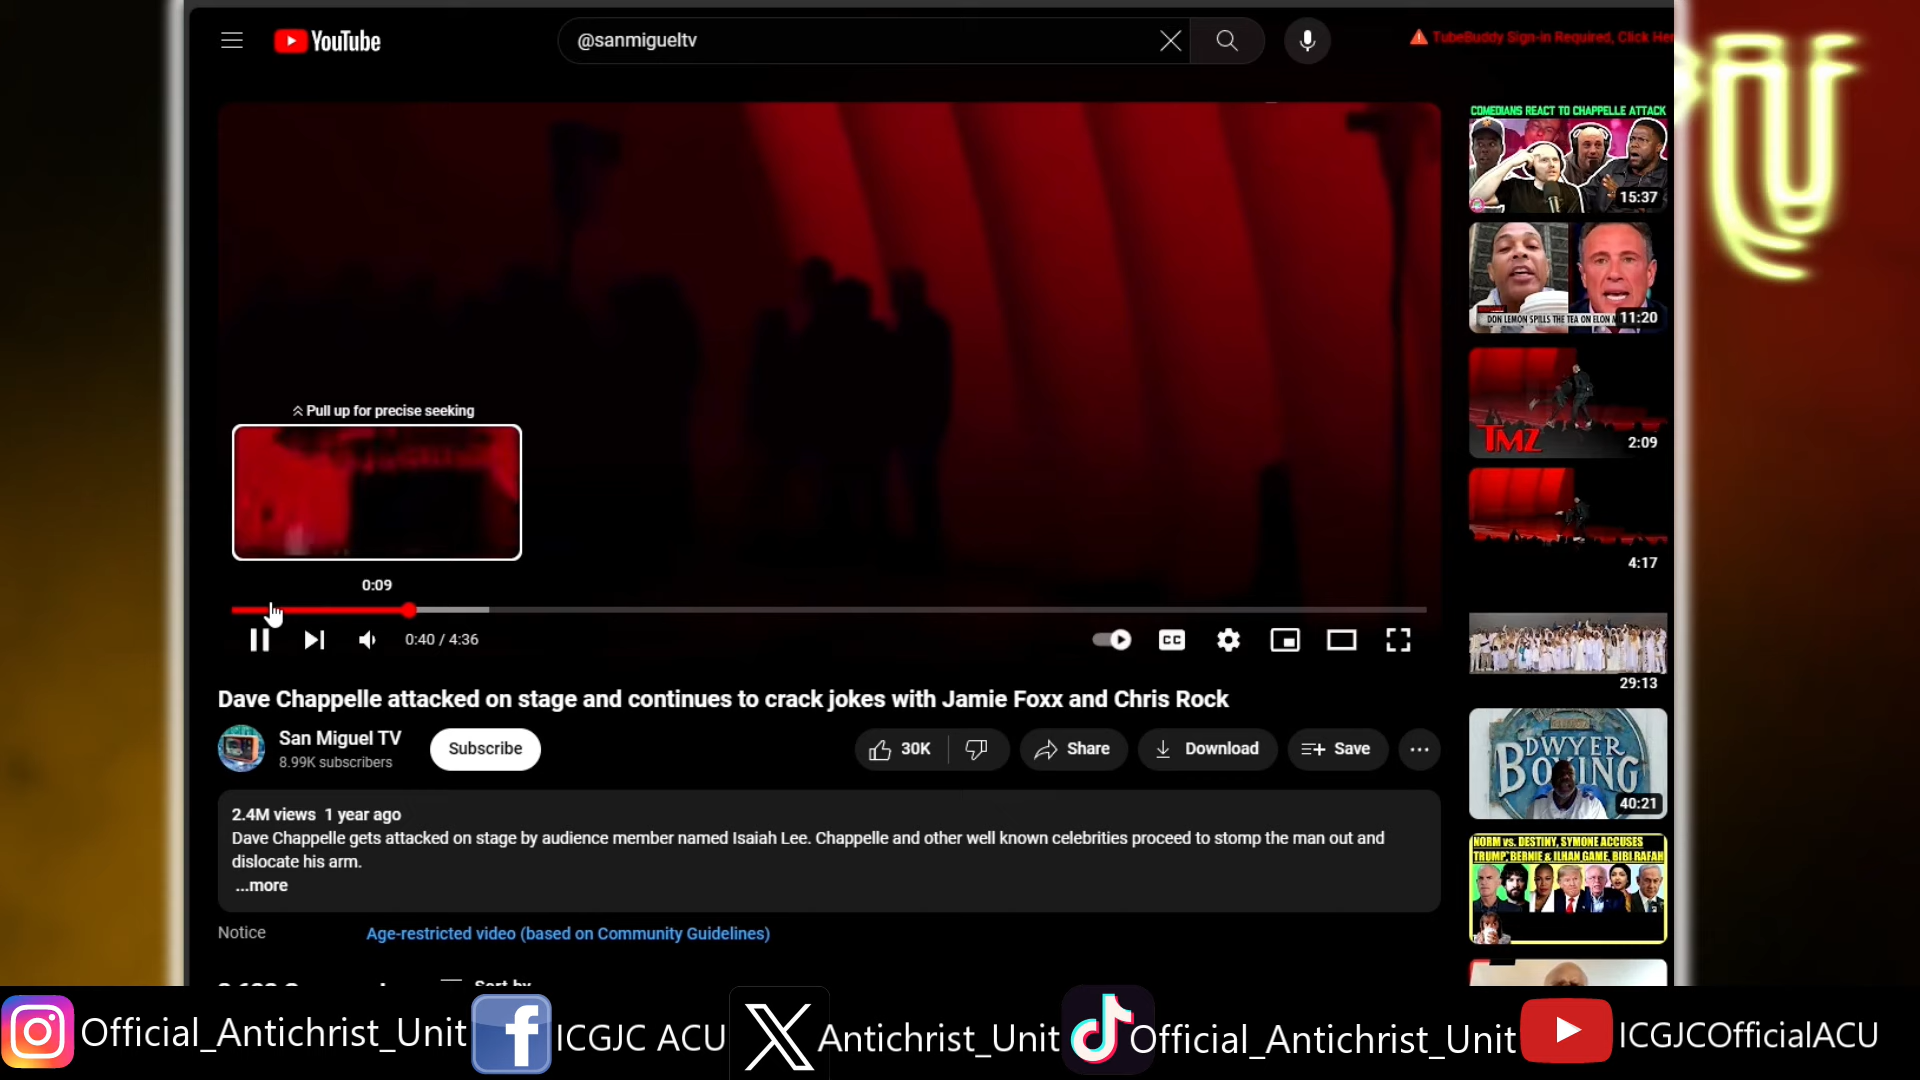 YouTube
@sanmigueltv
TubeBuddy Sign-in Required, Click
COMEDIANS REACT TO CHAPPELLE ATTACK
15:37
DON LEMON SPILLS THE TEA ON ELON
11:20
TMZ
2:09
4:17
29:13
DWYER
BOXING
40:21
NORM vs. DESTINY, SYMONE ACCUSES
TRUMP, BERNIE & ILHAN GAME, BIBI RAFAH
Pull up for precise seeking
0:09
0:40 / 4:36
CC
Dave Chappelle attacked on stage and continues to crack jokes with Jamie Foxx and Chris Rock
San Miguel TV
8.99K subscribers
Subscribe
30K
Share
Download
Save
2.4M views 1 year ago
Dave Chappelle gets attacked on stage by audience member named Isaiah Lee. Chappelle and other well known celebrities proceed to stomp the man out and
dislocate his arm.
...more
Notice
Age-restricted video (based on Community Guidelines)
Sort by
Official_Antichrist_Unit
ICGJC ACU
Antichrist_Unit
Official_Antichrist_Unit
ICGJCOfficialACU